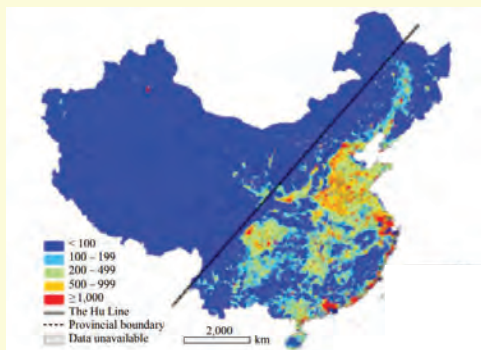 < 100
100 – 199
200 – 499
500 – 999
≥ 1,000
The Hu Line
Provincial boundary
Data unavailable
2,000
km